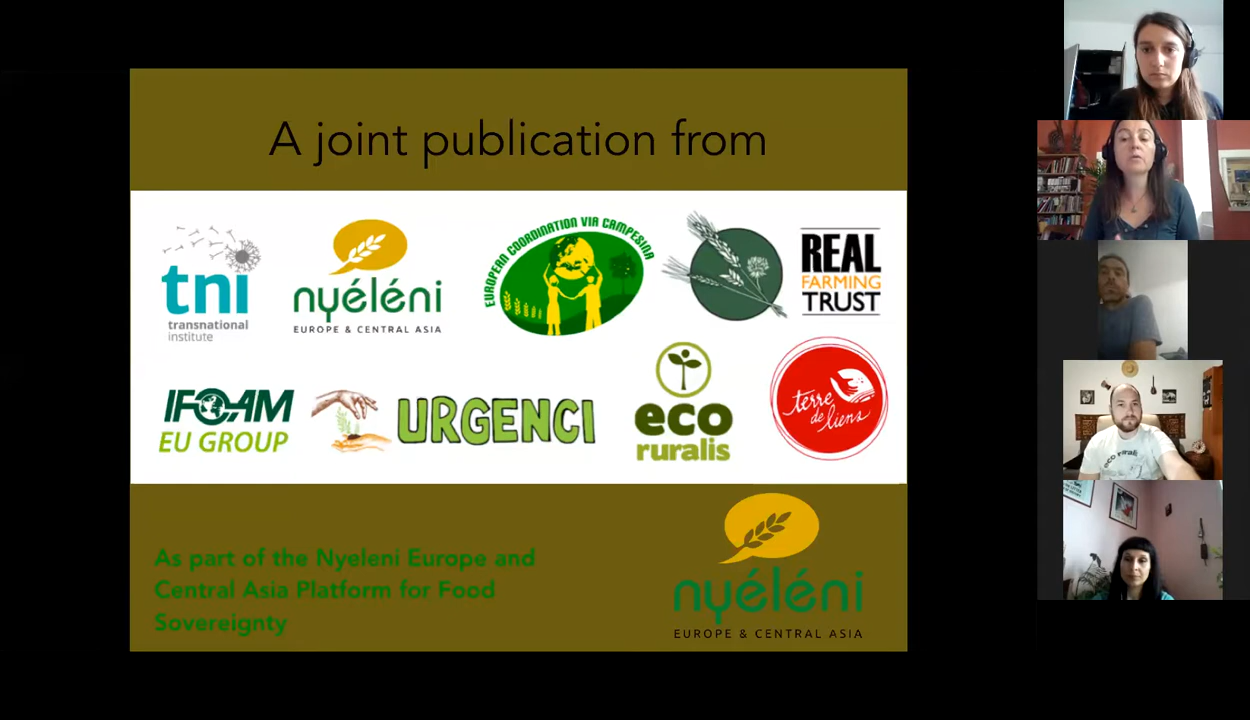 A joint publication from
tni
transnational
institute
nyéléni
EUROPE & CENTRAL ASIA
EUROPEAN COORDINATION VIA CAMPESINA
REAL
FARMING
TRUST
IFOAM
EU GROUP
URGENCI
eco
ruralis
terre
de liens
As part of the Nyeleni Europe and
Central Asia Platform for Food
Sovereignty
nyéléni
EUROPE & CENTRAL ASIA
eco rurali